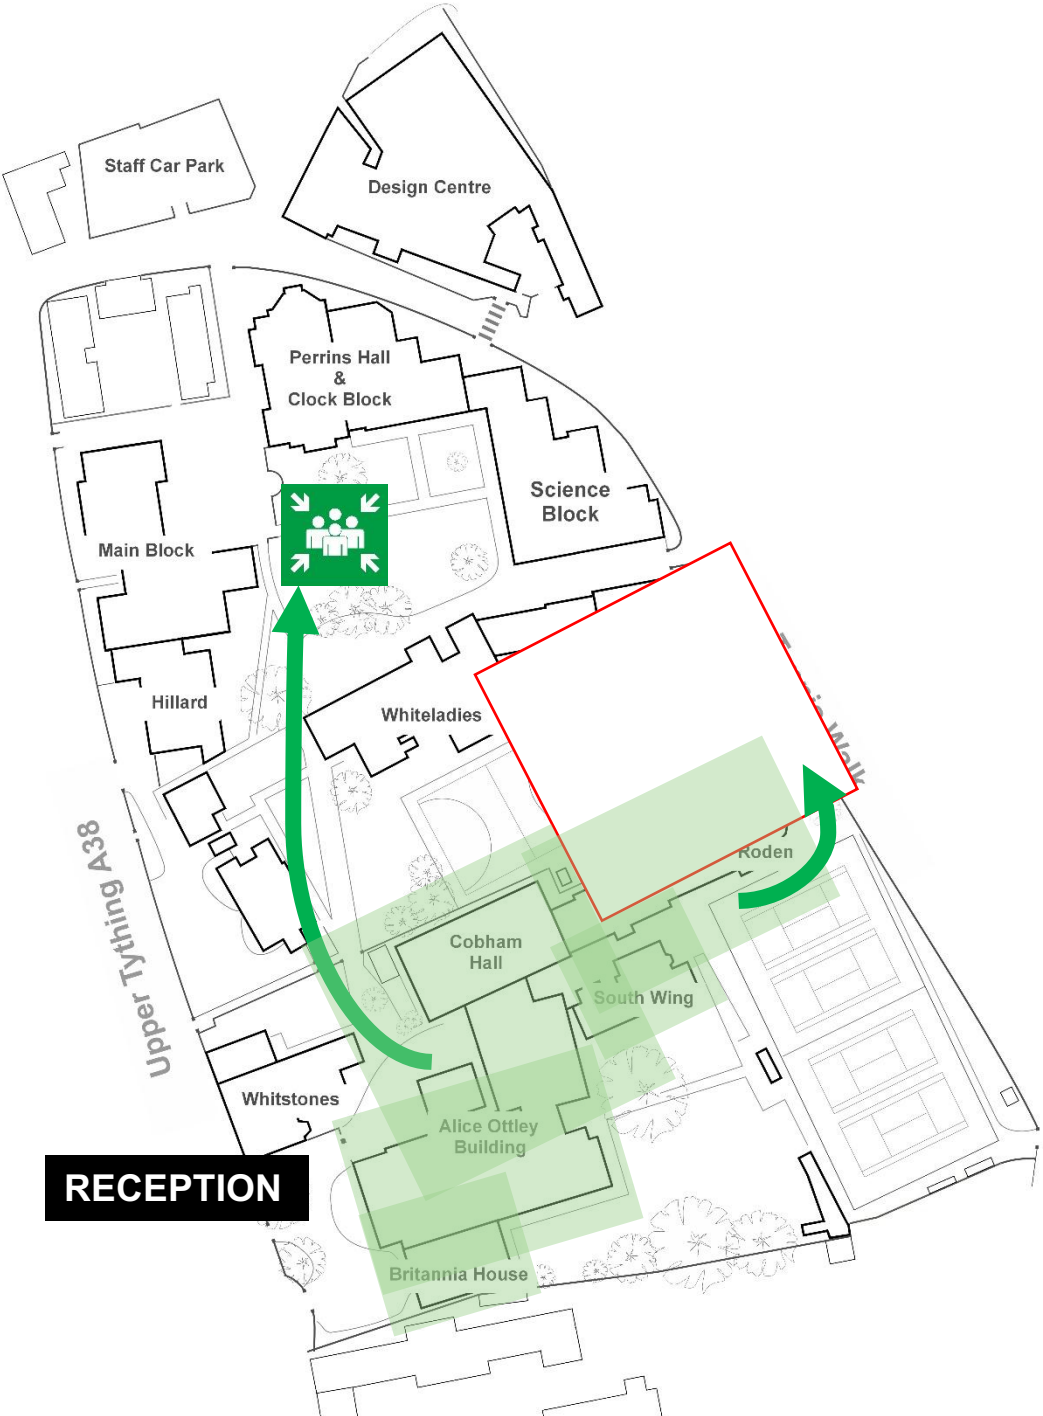 Staff Car Park
Design Centre
Perrins Hall
&
Clock Block
Science
Block
Main Block
Hillard
Whiteladies
Walk
Roden
Upper Tything A38
Cobham
Hall
South Wing
Whitstones
Alice Ottley
Building
RECEPTION
Britannia House